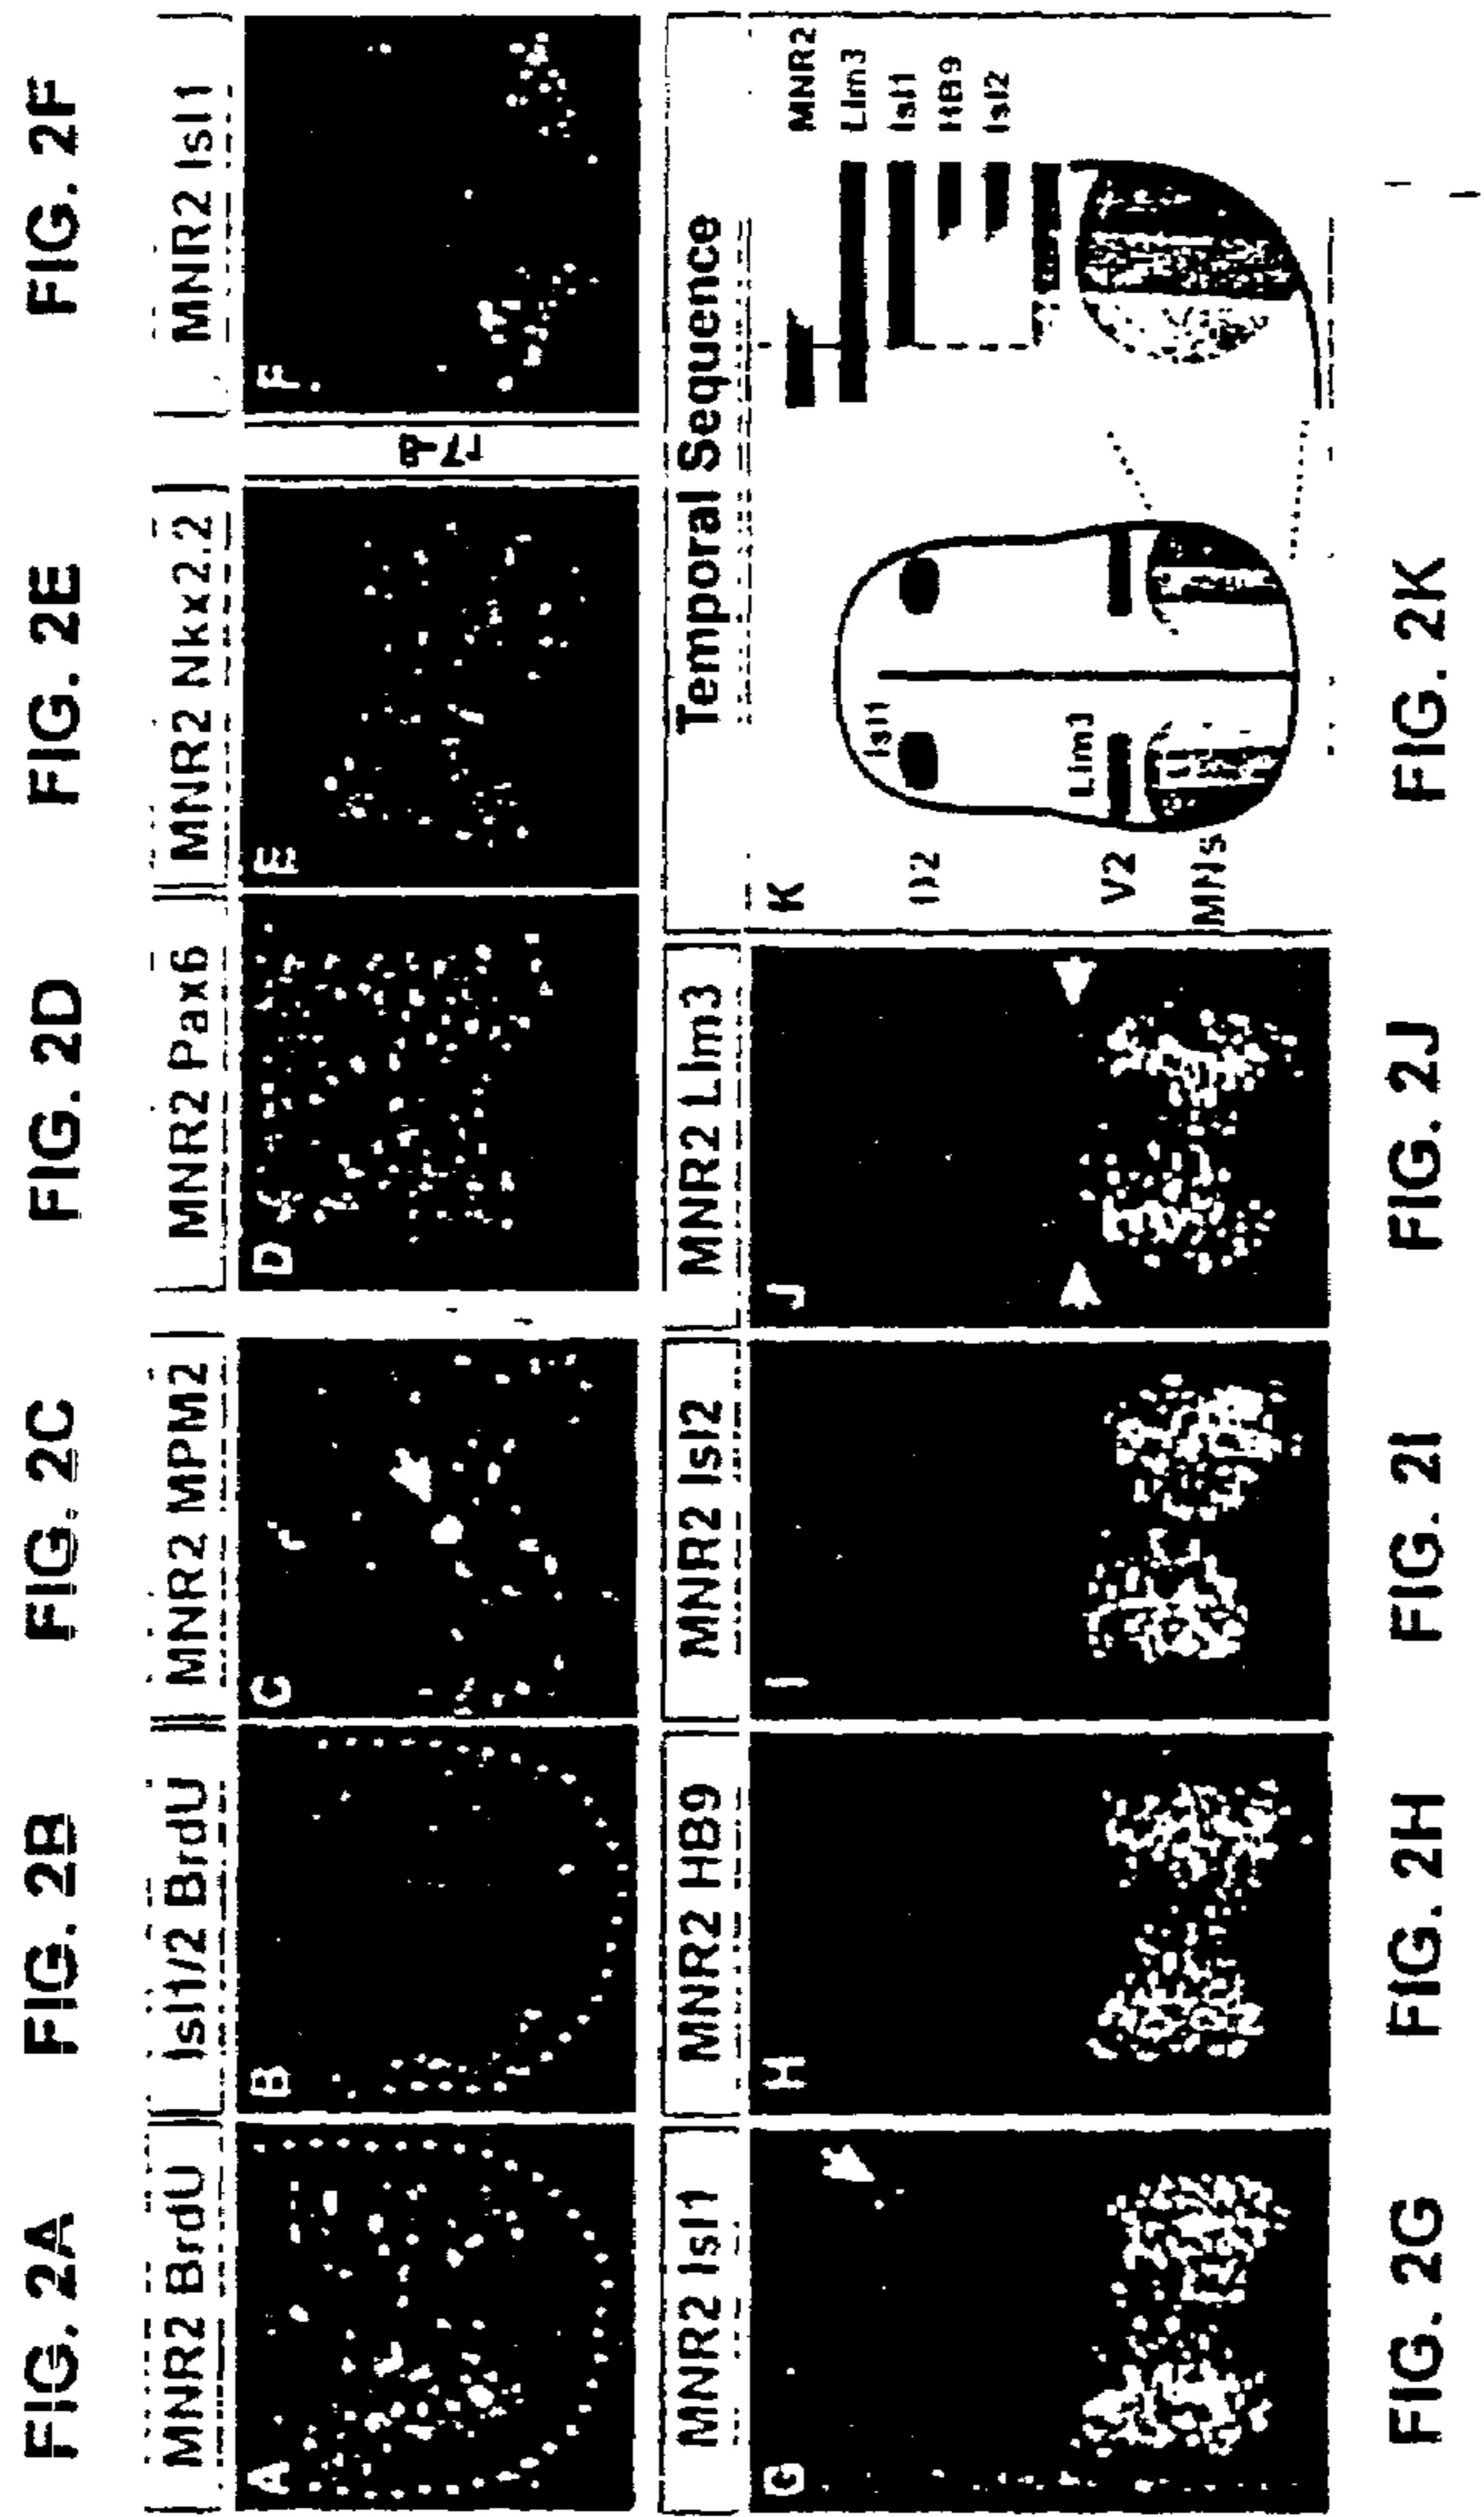 FIG. 2A
FIG. 2B
FIG. 2C
FIG. 2D
FIG. 2E
FIG. 2F
MNR2 BrdU
Isl1/2 BrdU
MNR2 MPM2
MNR2 Pax6
MNR2 Nkx2.2
MNR2 Isl1
A
B
C
D
E
F
MNR2 Isl1
MNR2 HB9
MNR2 Isl2
MNR2 Lim3
Temporal Sequence
G
H
I
J
K
Isl1
Lim3
V2
MNs
MNR2
Lim3
Isl1
HB9
Isl2
FIG. 2G
FIG. 2H
FIG. 2I
FIG. 2J
FIG. 2K